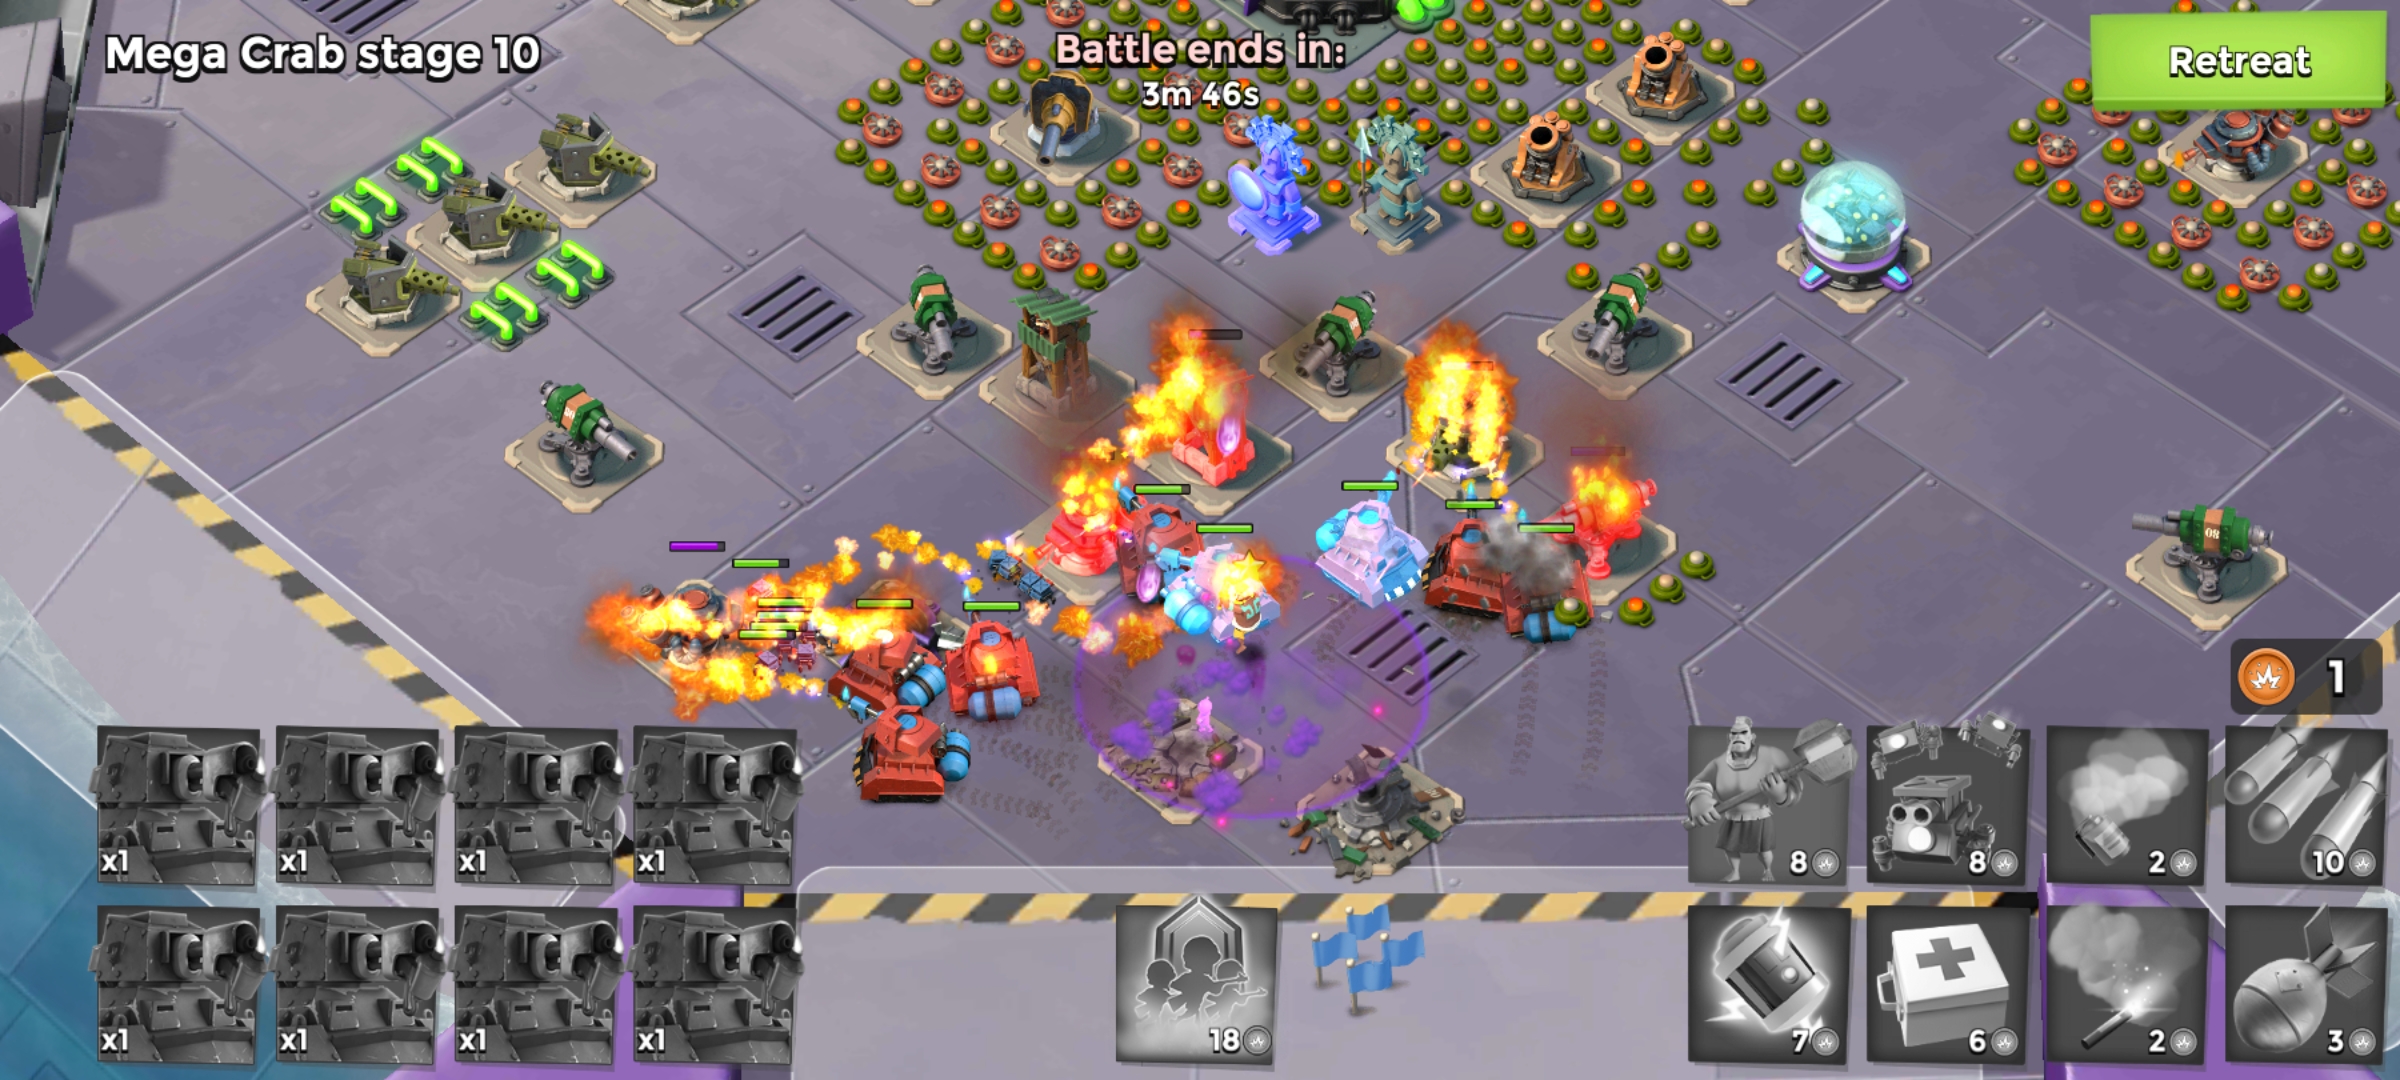 Mega Crab stage 10
Battle ends in:
3m 46s
Retreat
1
x1
x1
x1
x1
8
8
2
10
x1
x1
x1
x1
18
7
6
2
3